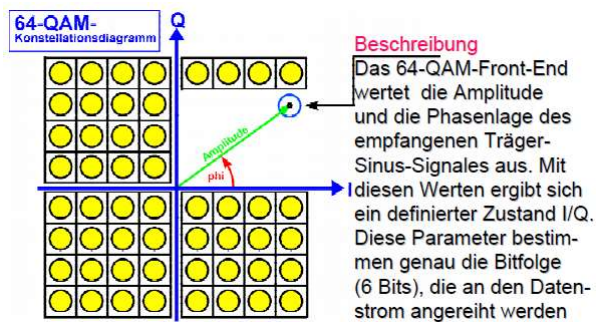 64-QAM-
Konstellationsdiagramm
Q
I
Amplitude
phi
Beschreibung
Das 64-QAM-Front-End
wertet die Amplitude
und die Phasenlage des
empfangenen Träger-
Sinus-Signales aus. Mit
diesen Werten ergibt sich
ein definierter Zustand I/Q.
Diese Parameter bestim-
men genau die Bitfolge
(6 Bits), die an den Daten-
strom angereiht werden